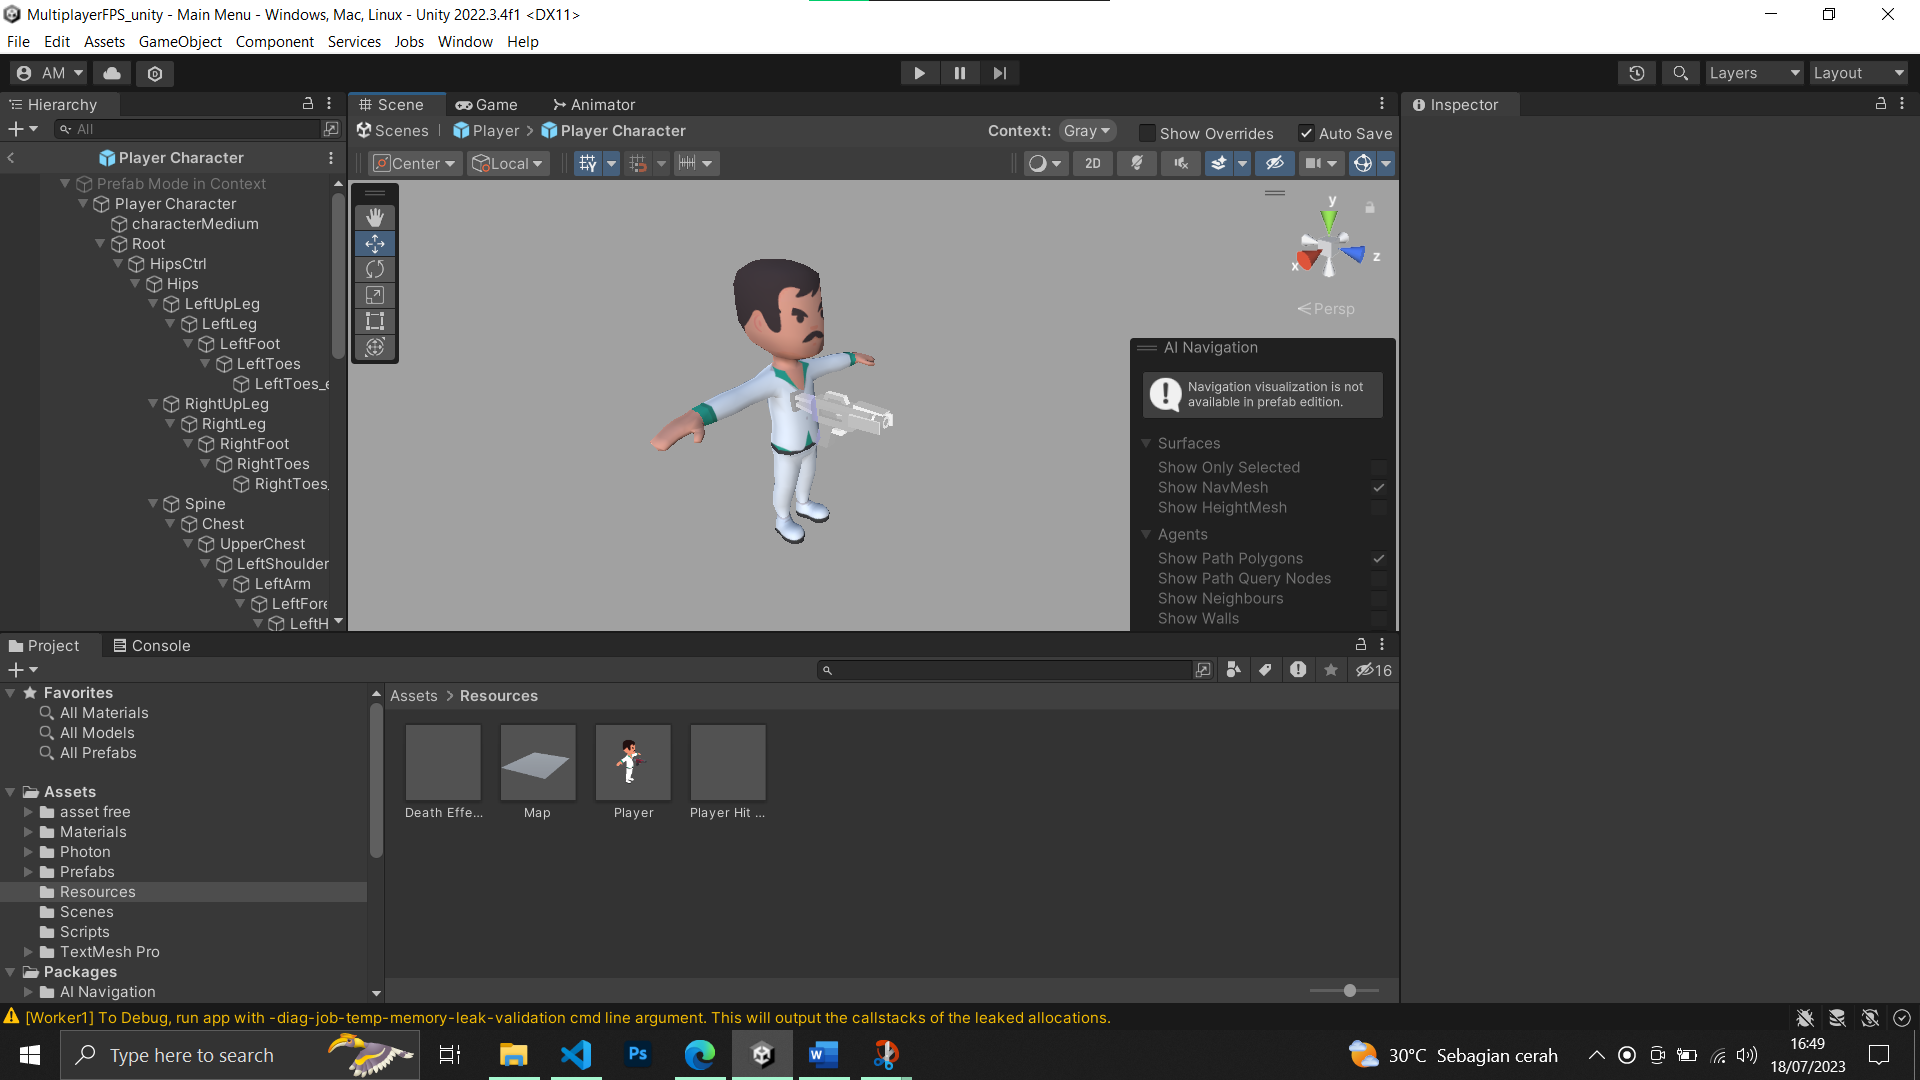 MultiplayerFPS_unity - Main Menu - Windows, Mac, Linux - Unity 2022.3.4f1 <DX11>
File Edit Assets GameObject Component Services Jobs Window Help
AM
Layers
Layout
Hierarchy
All
Player Character
Prefab Mode in Context
Player Character
characterMedium
Root
HipsCtrl
Hips
LeftUpLeg
LeftLeg
LeftFoot
LeftToes
LeftToes_e
RightUpLeg
RightLeg
RightFoot
RightToes
RightToes_
Spine
Chest
UpperChest
LeftShoulder
LeftArm
LeftFore
LeftH
Scene Game Animator
Scenes | Player > Player Character
Context: Gray Show Overrides Auto Save
Center Local 2D
y
x
z
Persp
AI Navigation
Navigation visualization is not
available in prefab edition.
Surfaces
Show Only Selected
Show NavMesh
Show HeightMesh
Agents
Show Path Polygons
Show Path Query Nodes
Show Neighbours
Show Walls
Inspector
Project Console
16
Favorites
All Materials
All Models
All Prefabs
Assets
asset free
Materials
Photon
Prefabs
Resources
Scenes
Scripts
TextMesh Pro
Packages
AI Navigation
Assets > Resources
Death Effe...
Map
Player
Player Hit ...
[Worker1] To Debug, run app with -diag-job-temp-memory-leak-validation cmd line argument. This will output the callstacks of the leaked allocations.
Type here to search
Ps
W
30°C Sebagian cerah
16:49
18/07/2023